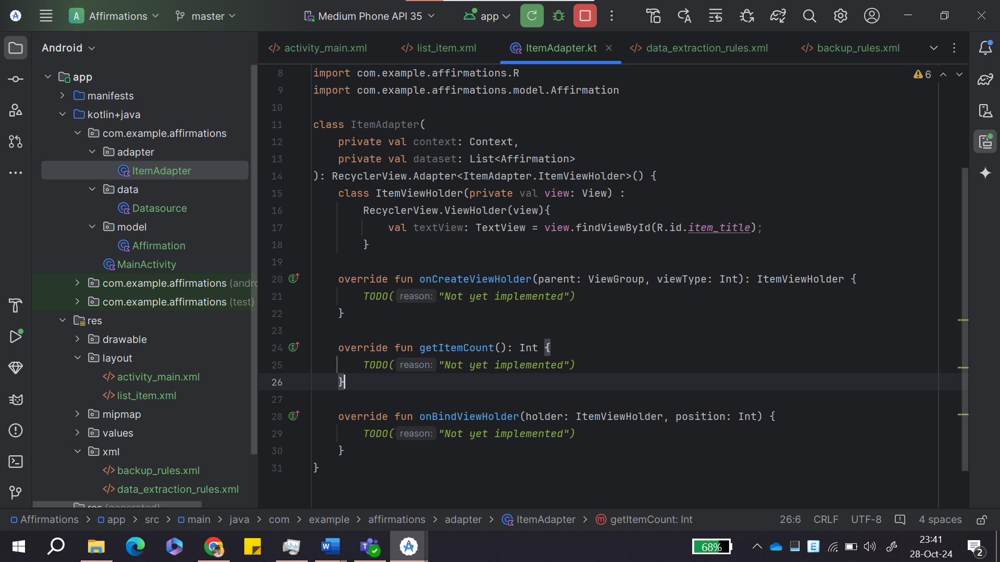 A Affirmations master Medium Phone API 35 app
Android
activity_main.xml list_item.xml ItemAdapter.kt data_extraction_rules.xml backup_rules.xml
app
manifests
kotlin+java
com.example.affirmations
adapter
ItemAdapter
data
Datasource
model
Affirmation
MainActivity
com.example.affirmations (andro
com.example.affirmations (test)
res
drawable
layout
activity_main.xml
list_item.xml
mipmap
values
xml
backup_rules.xml
data_extraction_rules.xml
res (generated)
6
8 import com.example.affirmations.R
9 import com.example.affirmations.model.Affirmation
10
11 class ItemAdapter(
12 private val context: Context,
13 private val dataset: List<Affirmation>
14 ): RecyclerView.Adapter<ItemAdapter.ItemViewHolder>() {
15 class ItemViewHolder(private val view: View) :
16 RecyclerView.ViewHolder(view){
17 val textView: TextView = view.findViewById(R.id.item_title);
18 }
19
20 override fun onCreateViewHolder(parent: ViewGroup, viewType: Int): ItemViewHolder {
21 TODO( reason: "Not yet implemented")
22 }
23
24 override fun getItemCount(): Int {
25 TODO( reason: "Not yet implemented")
26 }
27
28 override fun onBindViewHolder(holder: ItemViewHolder, position: Int) {
29 TODO( reason: "Not yet implemented")
30 }
31 }
Affirmations > app > src > main > java > com > example > affirmations > adapter > ItemAdapter > getItemCount: Int 26:6 CRLF UTF-8 4 spaces
68% 23:41
28-Oct-24 2